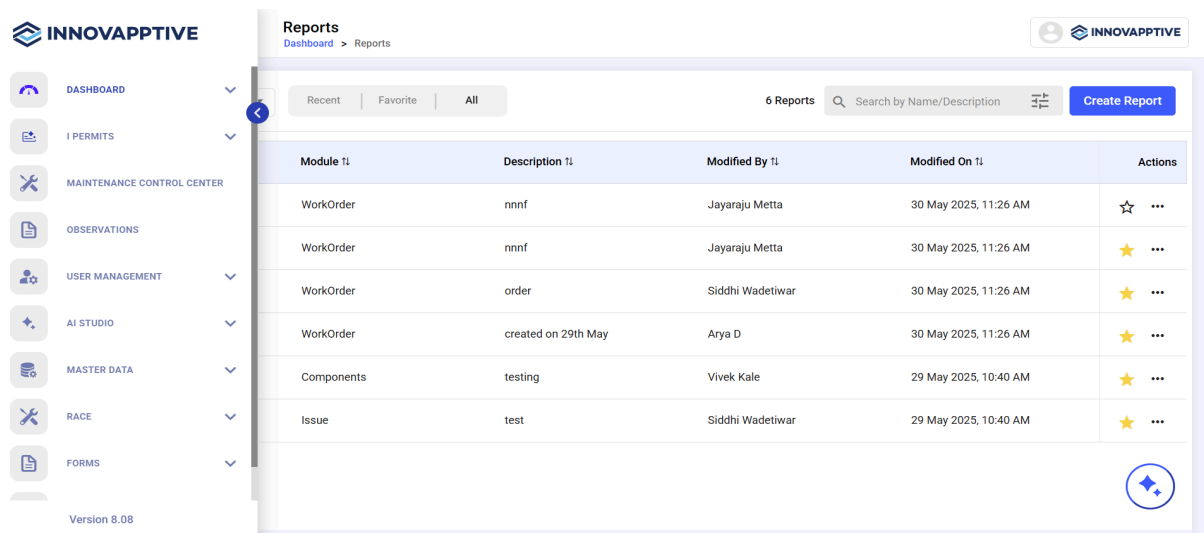 INNOVAPPTIVE
Reports
Dashboard > Reports
INNOVAPPTIVE
DASHBOARD
I PERMITS
MAINTENANCE CONTROL CENTER
OBSERVATIONS
USER MANAGEMENT
AI STUDIO
MASTER DATA
RACE
FORMS
Version 8.08
Recent Favorite All
6 Reports Search by Name/Description Create Report
Module Description Modified By Modified On Actions
WorkOrder nnnf Jayaraju Metta 30 May 2025, 11:26 AM
WorkOrder nnnf Jayaraju Metta 30 May 2025, 11:26 AM
WorkOrder order Siddhi Wadetiwar 30 May 2025, 11:26 AM
WorkOrder created on 29th May Arya D 30 May 2025, 11:26 AM
Components testing Vivek Kale 29 May 2025, 10:40 AM
Issue test Siddhi Wadetiwar 29 May 2025, 10:40 AM